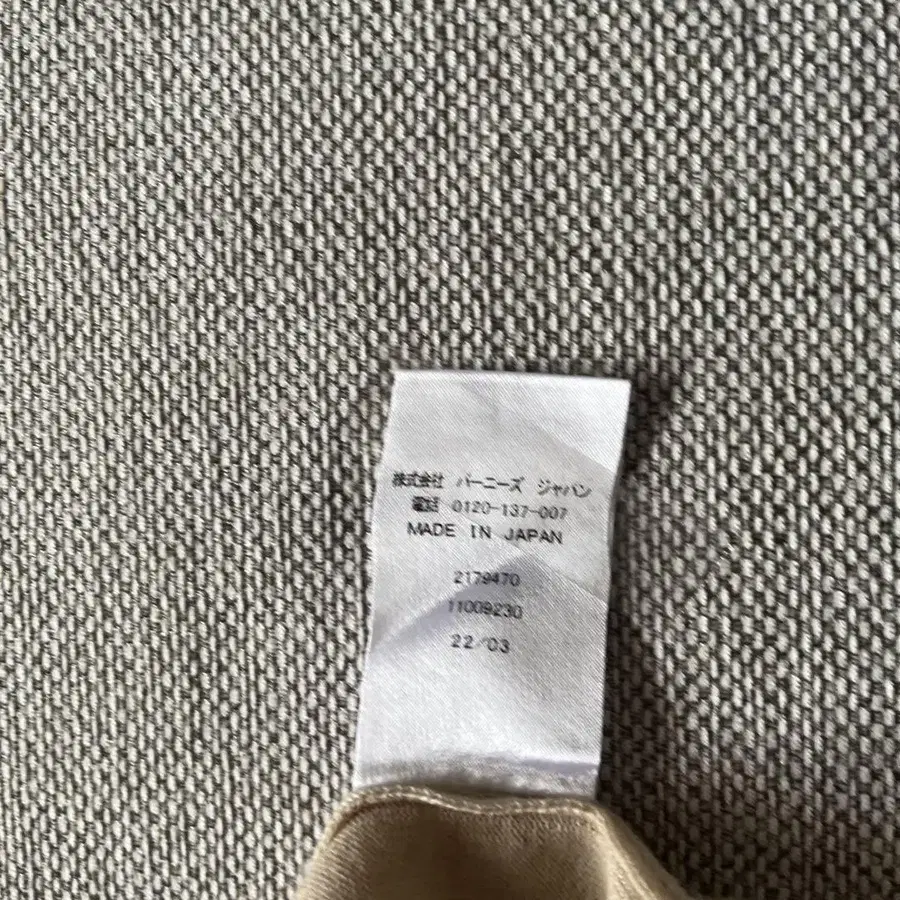 株式会社 バーニーズ ジャパン
電話 0120-137-007
MADE IN JAPAN
2179470
11009230
22/03